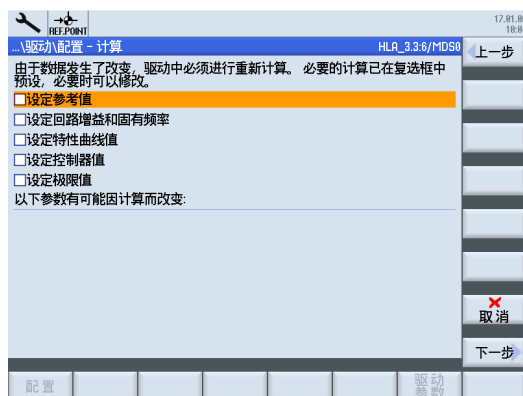 REF.POINT
17.01.0
18:0
...\驱动\配置 - 计算
HLA_3.3:6/MDS0
上一步
由于数据发生了改变，驱动中必须进行重新计算。 必要的计算已在复选框中
预设，必要时可以修改。
设定参考值
设定回路增益和固有频率
设定特性曲线值
设定控制器值
设定极限值
以下参数有可能因计算而改变:
取消
下一步
配置
驱动
参数